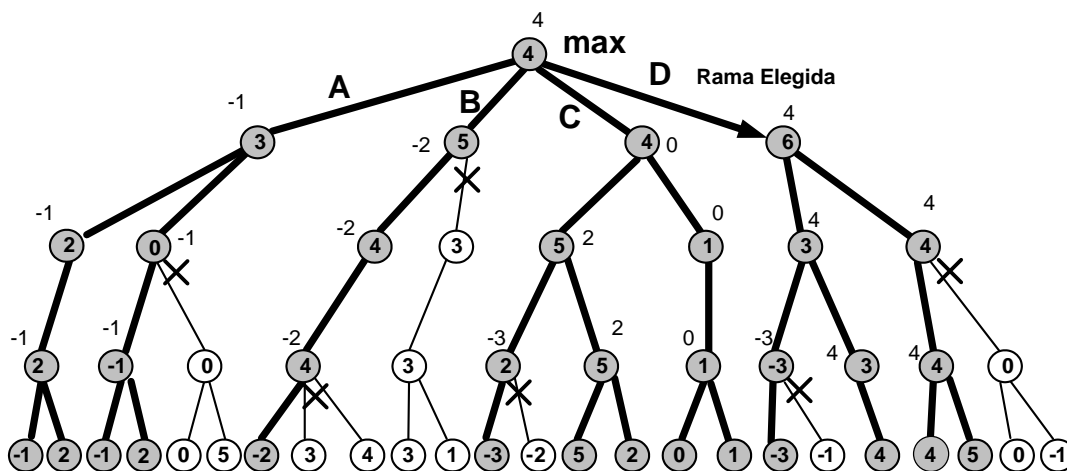 4
4 max
A B C D Rama Elegida
-1 3 -2 5 4 0 4 6
-1 2 0 -1 -2 4 3 5 2 0 1 4 3 4 4
-1 2 -1 -1 0 -2 4 3 -3 2 2 5 0 1 -3 -3 4 3 4 4 0
-1 2 -1 2 0 5 -2 3 4 3 1 -3 -2 5 2 0 1 -3 -1 4 4 5 0 -1